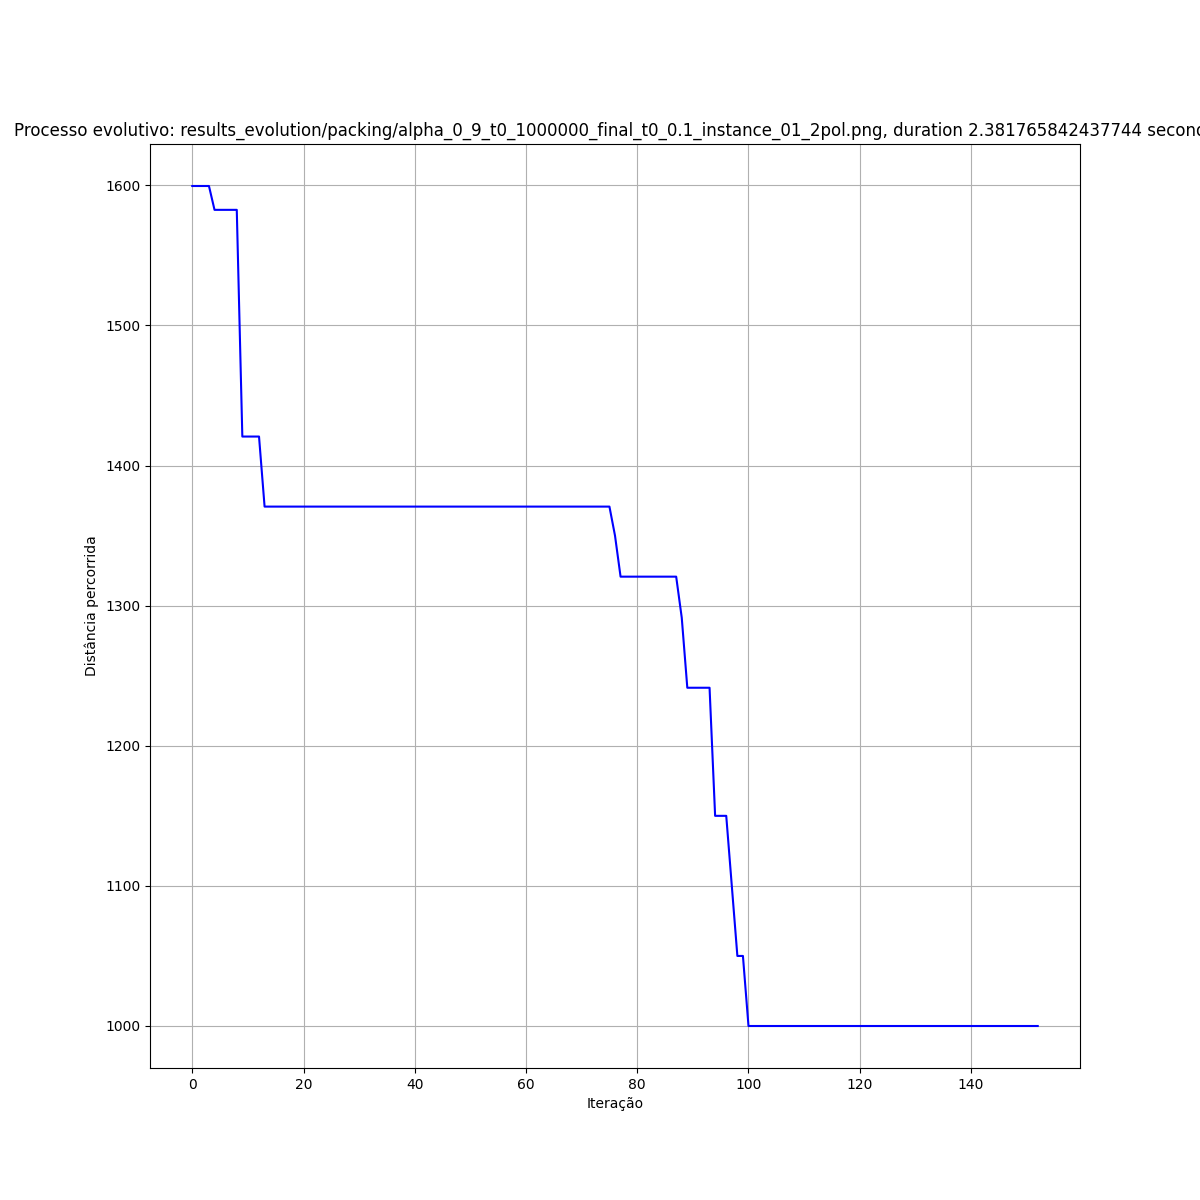 Processo evolutivo: results_evolution/packing/alpha_0_9_t0_1000000_final_t0_0.1_instance_01_2pol.png, duration 2.381765842437744 secon
1600
1500
1400
1300
1200
1100
1000
Distância percorrida
0 20 40 60 80 100 120 140
Iteração